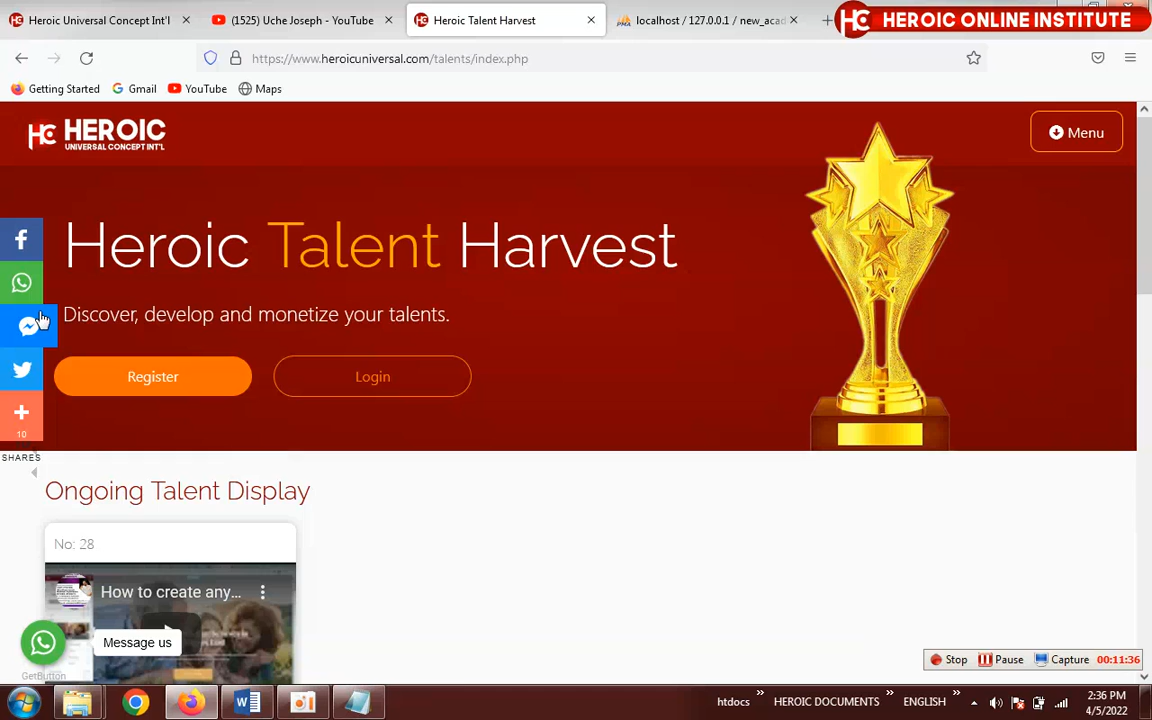 Heroic Universal Concept Int'l
(1525) Uche Joseph - YouTube
Heroic Talent Harvest
localhost / 127.0.0.1 / new_acad
HC HEROIC ONLINE INSTITUTE
https://www.heroicuniversal.com/talents/index.php
Getting Started
Gmail
YouTube
Maps
HC HEROIC
UNIVERSAL CONCEPT INT'L
Menu
Heroic Talent Harvest
Discover, develop and monetize your talents.
Register
Login
10
SHARES
Ongoing Talent Display
No: 28
How to create any...
Message us
GetButton
Stop
Pause
Capture
00:11:36
htdocs
HEROIC DOCUMENTS
ENGLISH
2:36 PM
4/5/2022